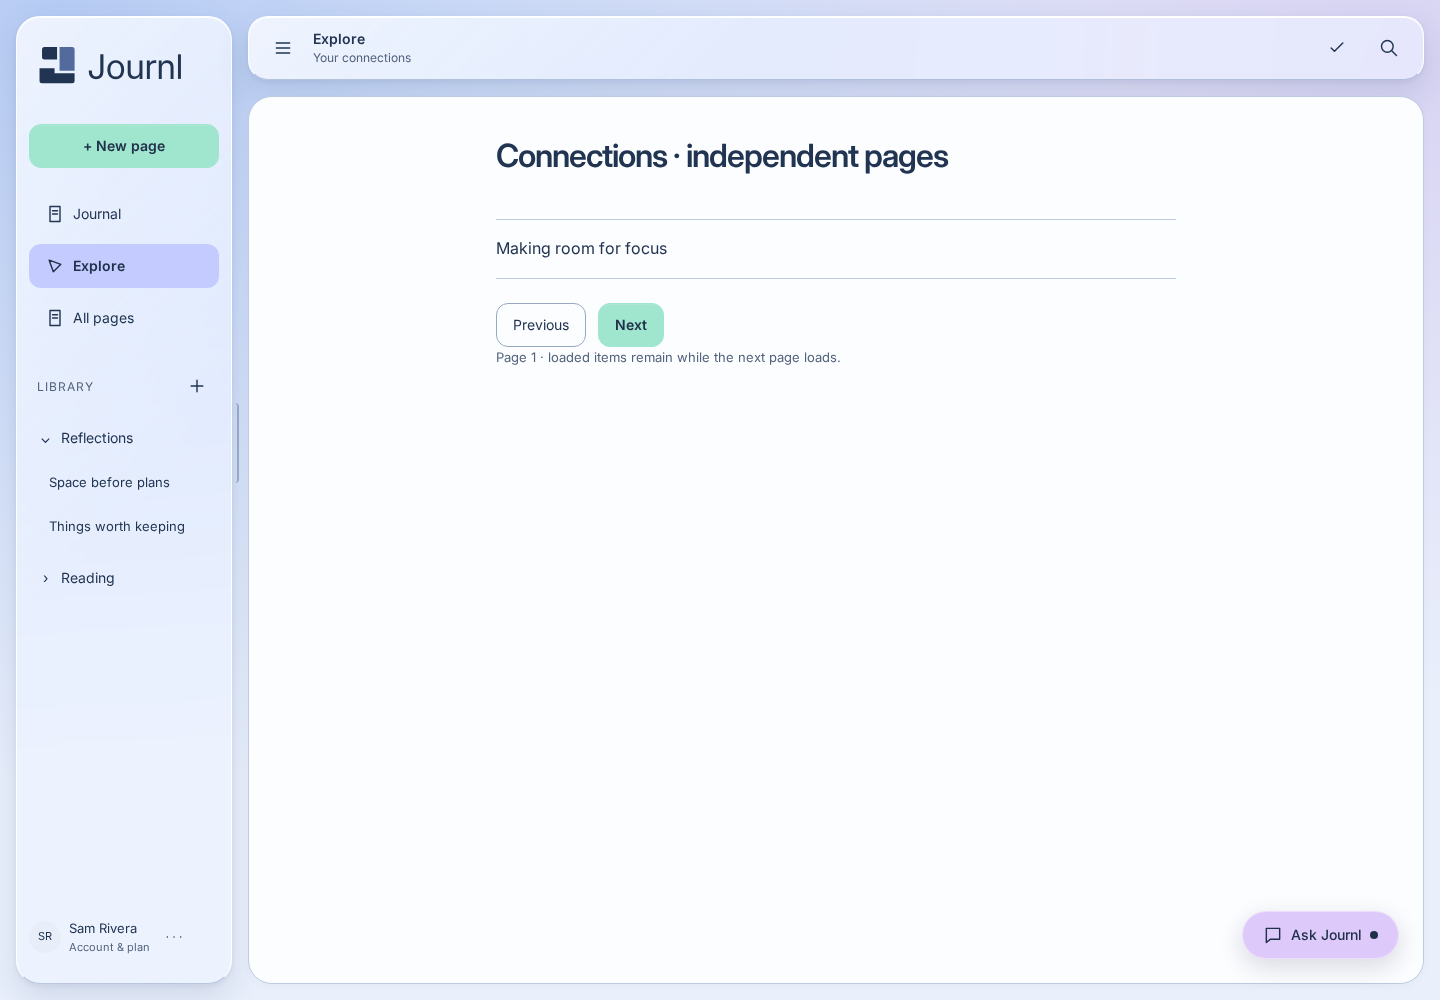 Journl
+ New page
Journal
Explore
All pages
LIBRARY
Reflections
Space before plans
Things worth keeping
Reading
SR
Sam Rivera
Account & plan
···
Explore
Your connections
Connections · independent pages
Making room for focus
Previous
Next
Page 1 · loaded items remain while the next page loads.
Ask Journl